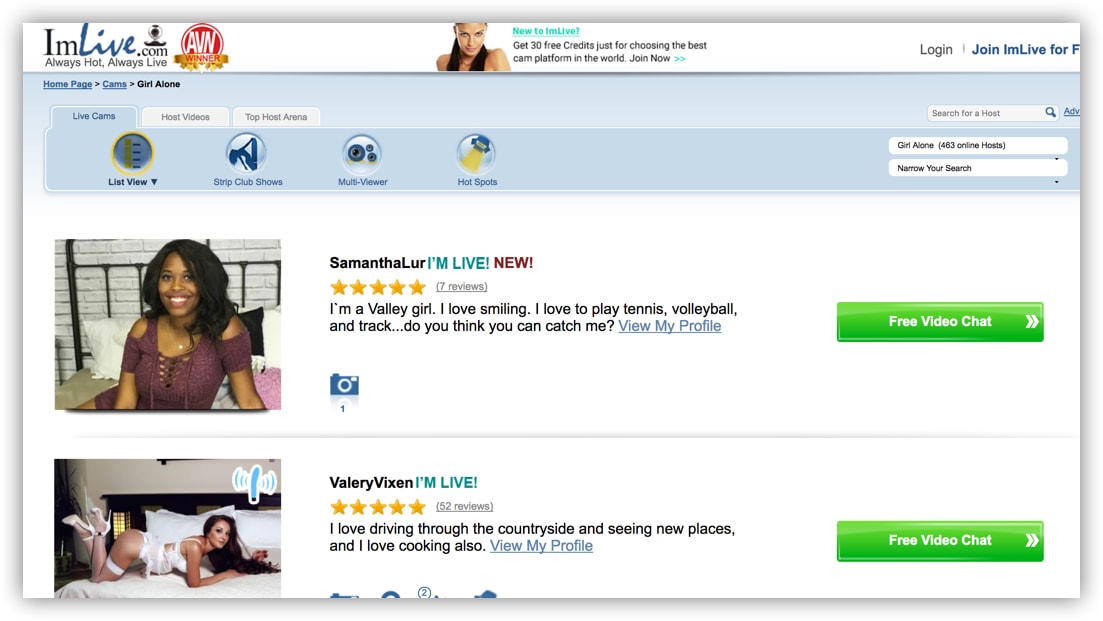 ImLive.com
Always Hot, Always Live
AVN
WINNER
New to ImLive?
Get 30 free Credits just for choosing the best
cam platform in the world. Join Now >>
Login | Join ImLive for F
Home Page > Cams > Girl Alone
Live Cams
Host Videos
Top Host Arena
Search for a Host
Adv
List View ▼
Strip Club Shows
Multi-Viewer
Hot Spots
Girl Alone (463 online Hosts)
Narrow Your Search
SamanthaLur I'M LIVE! NEW!
(7 reviews)
I`m a Valley girl. I love smiling. I love to play tennis, volleyball,
and track...do you think you can catch me? View My Profile
Free Video Chat
1
ValeryVixen I'M LIVE!
(52 reviews)
I love driving through the countryside and seeing new places,
and I love cooking also. View My Profile
Free Video Chat
2